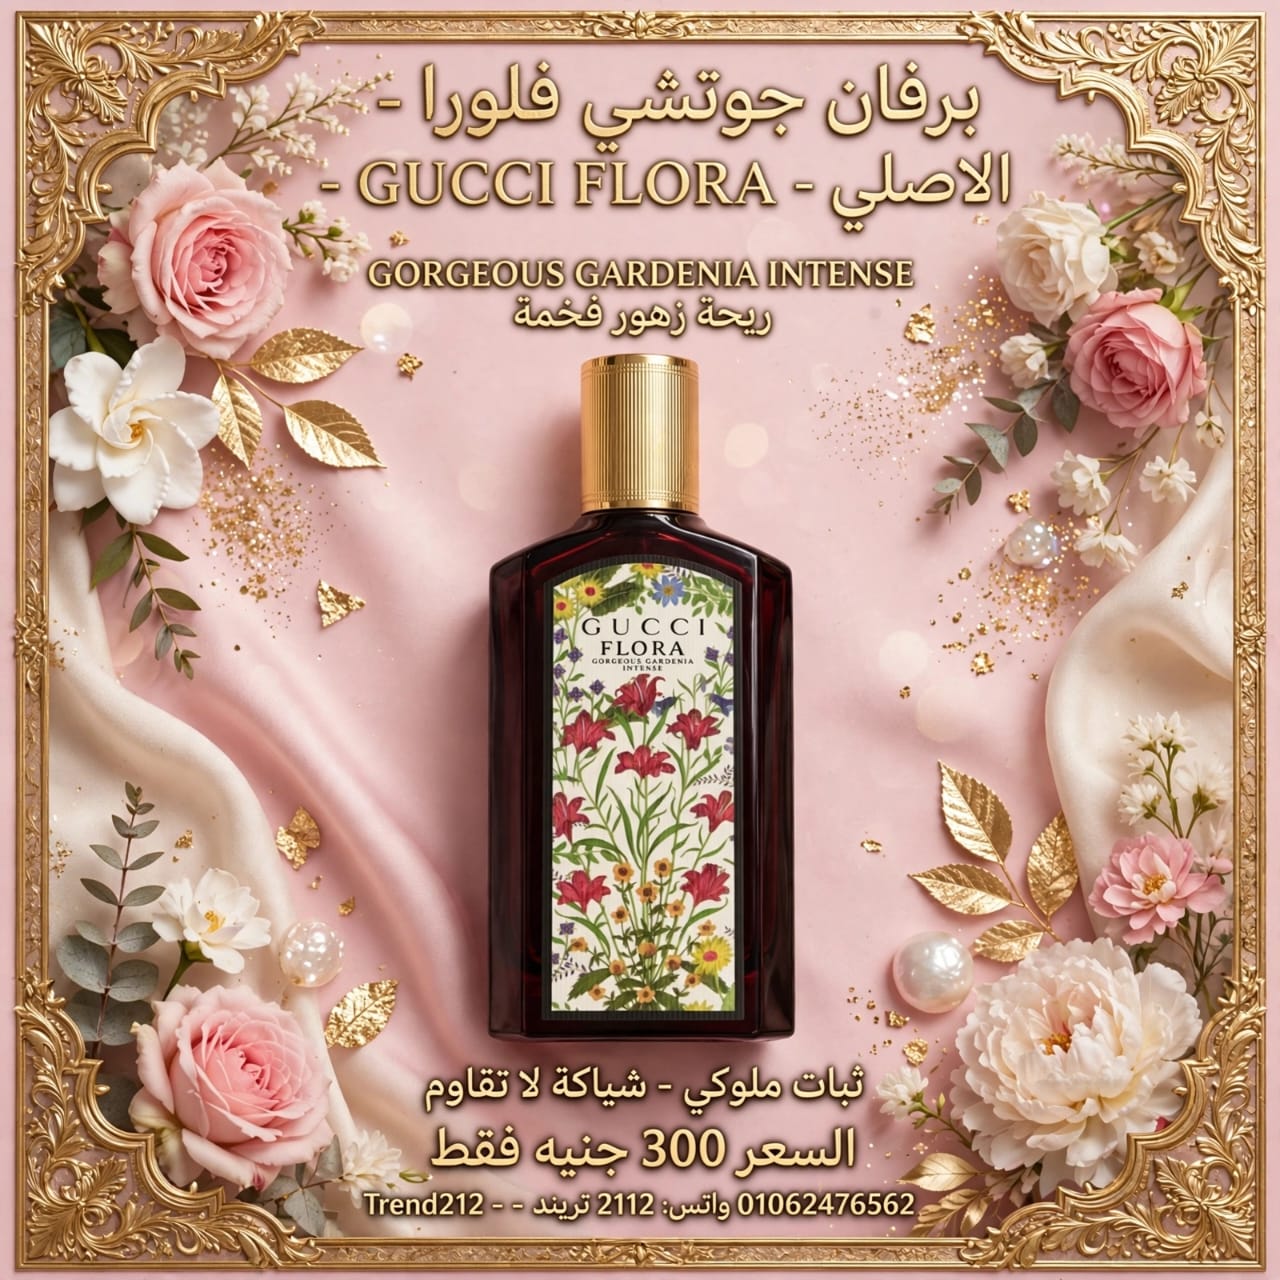 برفان جوتشي فلورا -
الاصلي - GUCCI FLORA -
GORGEOUS GARDENIA INTENSE
ريحة زهور فخمة
GUCCI
FLORA
GORGEOUS GARDENIA
INTENSE
ثبات ملوكي - شياكة لا تقاوم
السعر 300 جنيه فقط
01062476562 واتس: 2112 تريند - - Trend212